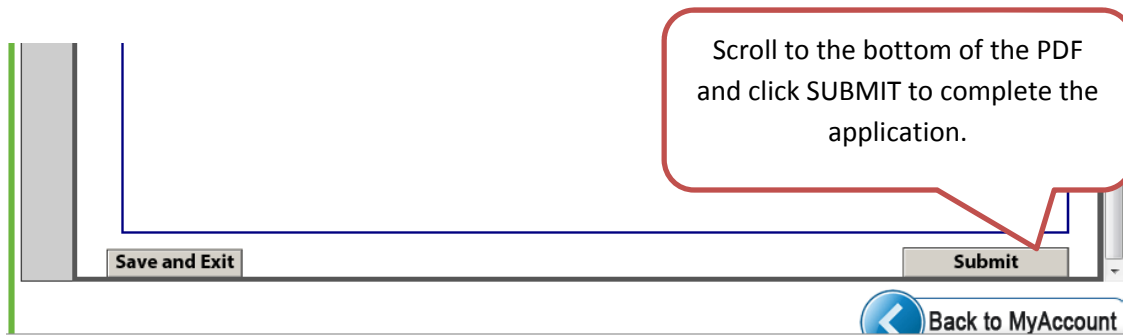 Scroll to the bottom of the PDF
and click SUBMIT to complete the
application.
Save and Exit
Submit
Back to MyAccount